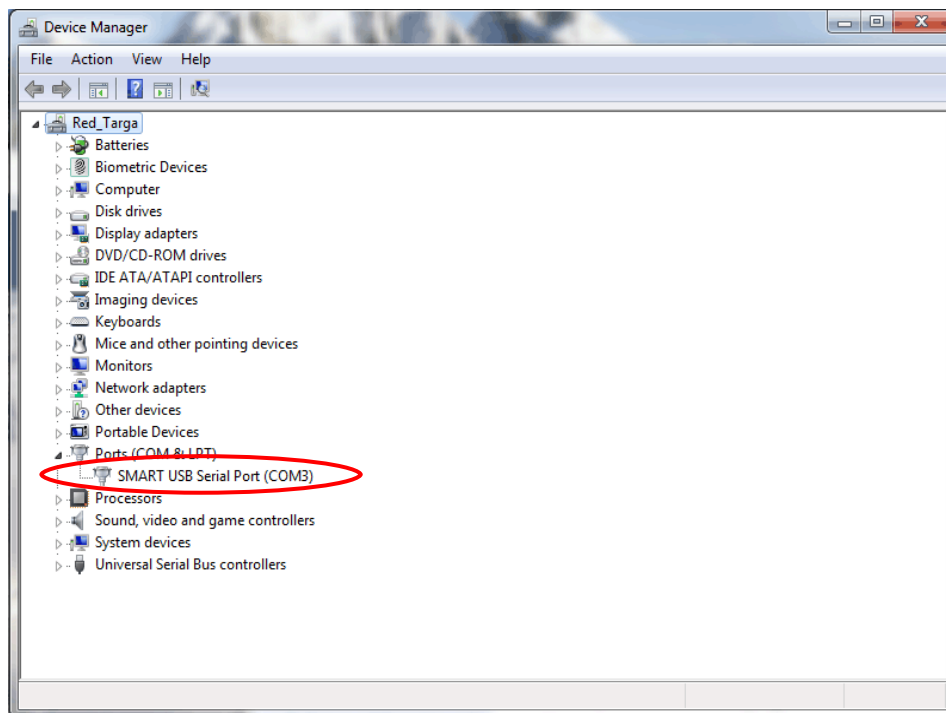 Device Manager
File Action View Help
Red_Targa
Batteries
Biometric Devices
Computer
Disk drives
Display adapters
DVD/CD-ROM drives
IDE ATA/ATAPI controllers
Imaging devices
Keyboards
Mice and other pointing devices
Monitors
Network adapters
Other devices
Portable Devices
Ports (COM & LPT)
SMART USB Serial Port (COM3)
Processors
Sound, video and game controllers
System devices
Universal Serial Bus controllers